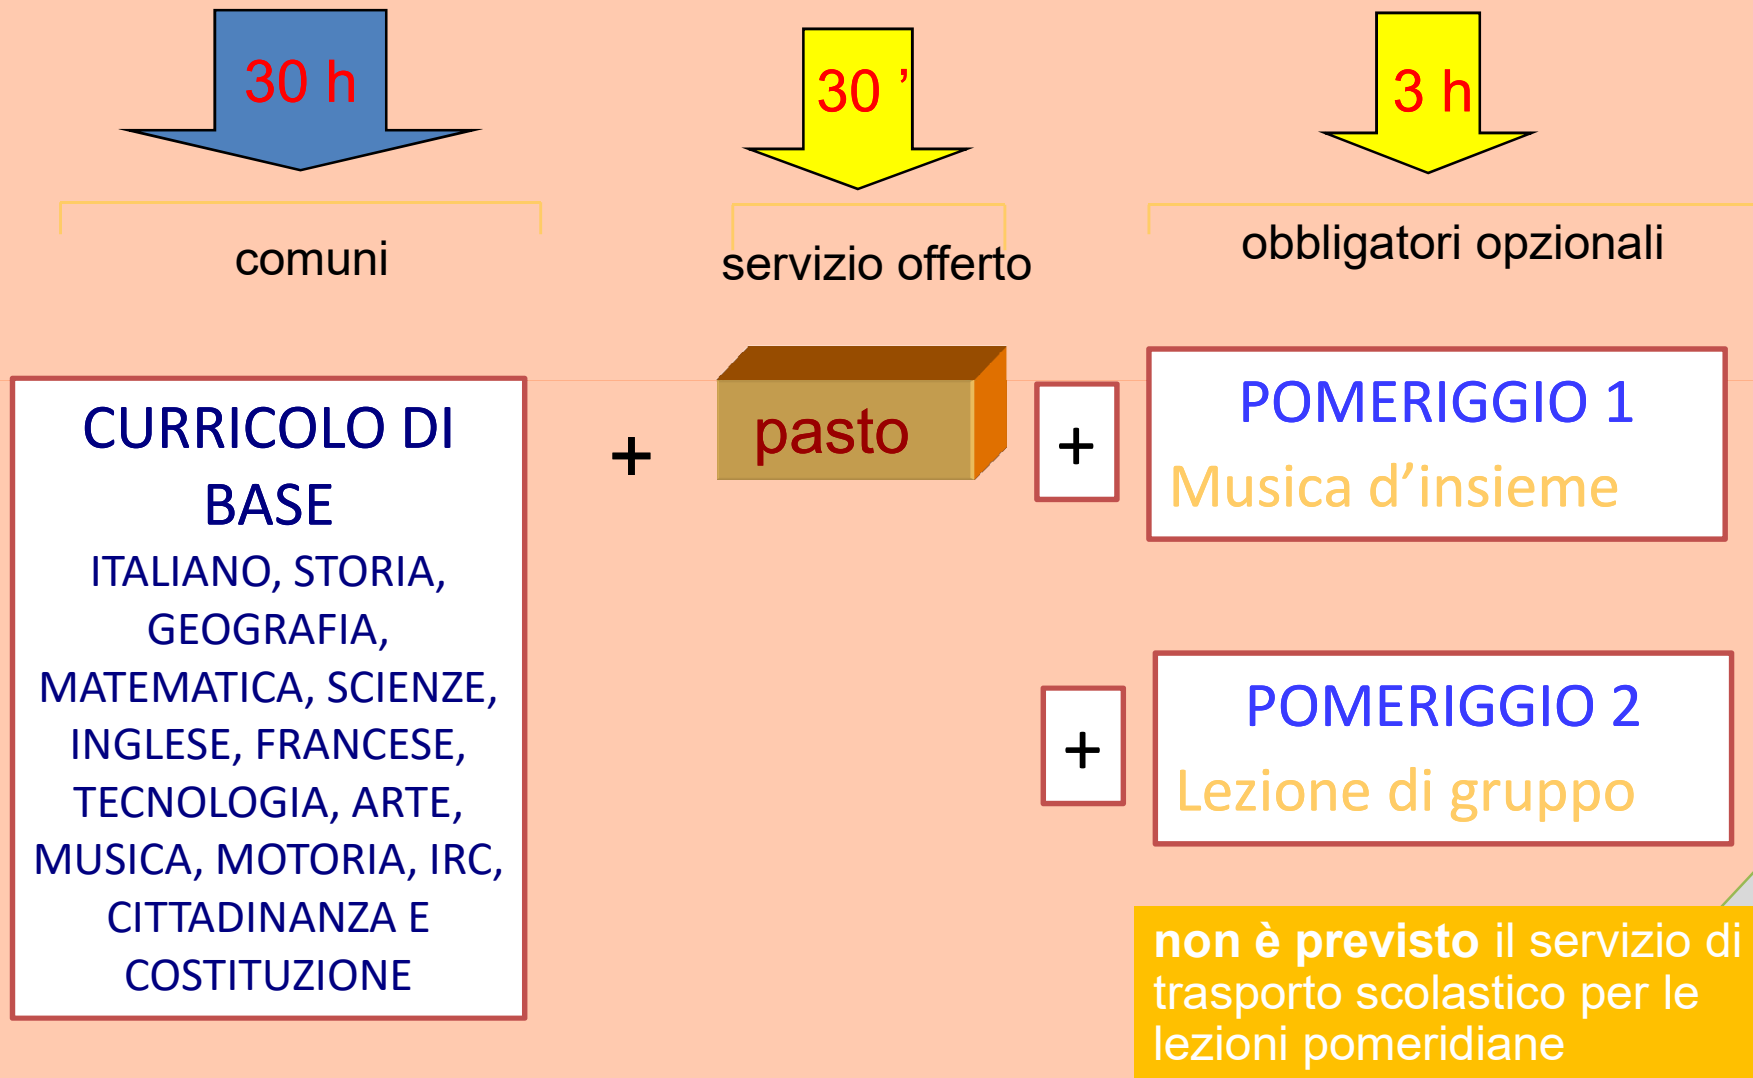 30 h
30 ’
3 h
comuni
servizio offerto
obbligatori opzionali
CURRICOLO DI
BASE
ITALIANO, STORIA,
GEOGRAFIA,
MATEMATICA, SCIENZE,
INGLESE, FRANCESE,
TECNOLOGIA, ARTE,
MUSICA, MOTORIA, IRC,
CITTADINANZA E
COSTITUZIONE
+
pasto
+
POMERIGGIO 1
Musica d’insieme
+
POMERIGGIO 2
Lezione di gruppo
non è previsto il servizio di
trasporto scolastico per le
lezioni pomeridiane